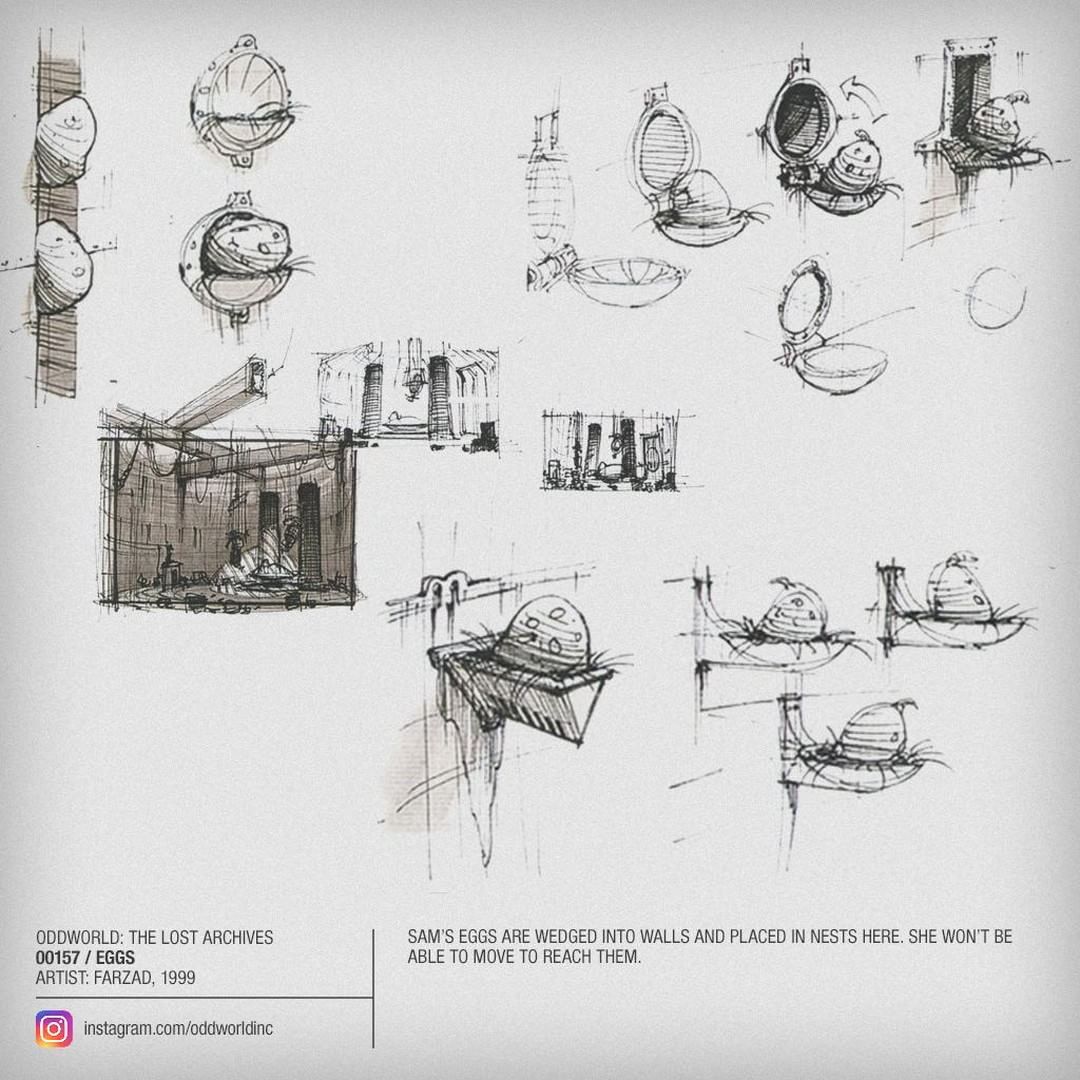 ODDWORLD: THE LOST ARCHIVES
00157 / EGGS
ARTIST: FARZAD, 1999
instagram.com/oddworldinc
SAM'S EGGS ARE WEDGED INTO WALLS AND PLACED IN NESTS HERE. SHE WON'T BE
ABLE TO MOVE TO REACH THEM.